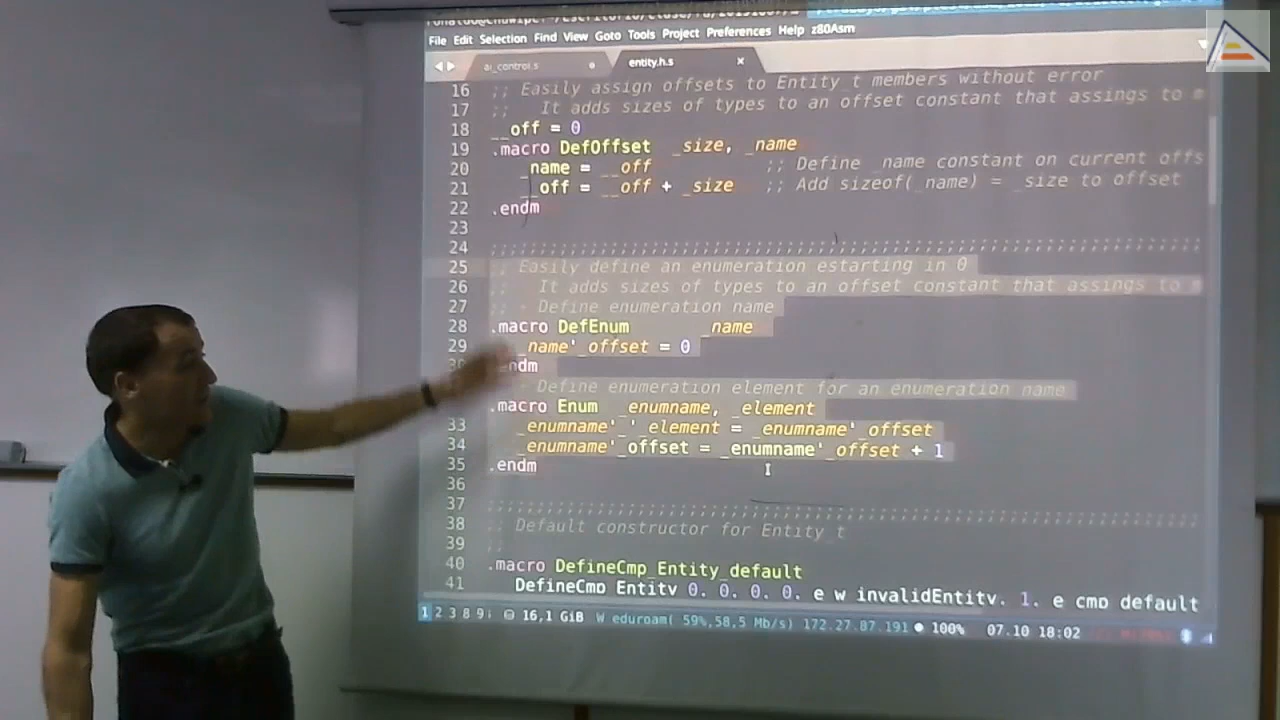 File Edit Selection Find View Goto Tools Project Preferences Help z80Asm
ai_control.s entity.h.s
16 ;; Easily assign offsets to Entity_t members without error
17 ;; It adds sizes of types to an offset constant that assings to
18 __off = 0
19 .macro DefOffset _size, _name
20 _name = __off ;; Define _name constant on current offs
21 __off = __off + _size ;; Add sizeof(_name) = _size to offset
22 .endm
23
24 ;;;;;;;;;;;;;;;;;;;;;;;;;;;;;;;;;;;;;;;;;;;;;;;;;;;;;;;;;;;;
25 ;; Easily define an enumeration estarting in 0
26 ;; It adds sizes of types to an offset constant that assings to
27 ;; - Define enumeration name
28 .macro DefEnum _name
29 _name'_offset = 0
30 .endm
- Define enumeration element for an enumeration name
.macro Enum _enumname, _element
33 _enumname'_'_element = _enumname'_offset
34 _enumname'_offset = _enumname'_offset + 1
35 .endm
36
37 ;;;;;;;;;;;;;;;;;;;;;;;;;;;;;;;;;;;;;;;;;;;;;;;;;;;;;;;;;;;;
38 ;; Default constructor for Entity_t
39 ;;
40 .macro DefineCmp_Entity_default
41 DefineCmp_Entity 0, 0, 0, 0, e_w_invalidEntity, 1, e_cmp_default
1 2 3 8 9 16,1 GiB W eduroam( 59%,58,5 Mb/s) 172.27.87.191 100% 07.10 18:02